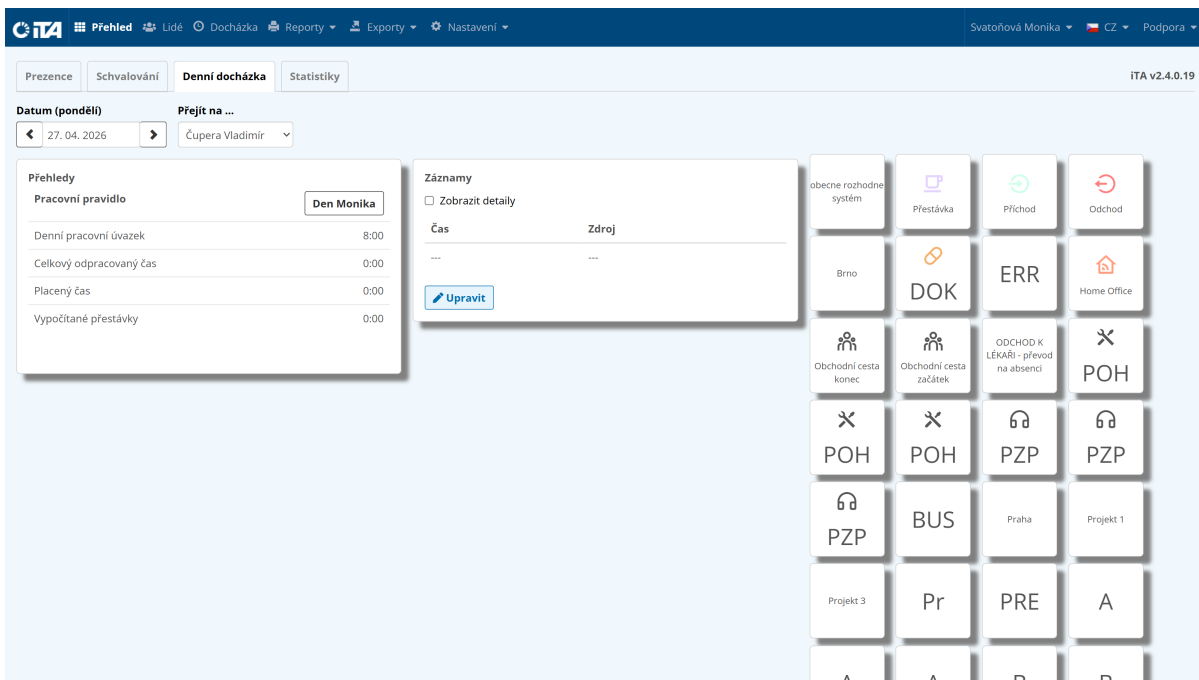 iTA Přehled Lidé Docházka Reporty Exporty Nastavení Svatoňová Monika CZ Podpora
Prezence Schvalování Denní docházka Statistiky iTA v2.4.0.19
Datum (pondělí) Přejít na ...
27. 04. 2026 Čupera Vladimír
Přehledy
Pracovní pravidlo Den Monika
Denní pracovní úvazek 8:00
Celkový odpracovaný čas 0:00
Placený čas 0:00
Vypočítané přestávky 0:00
Záznamy
Zobrazit detaily
Čas Zdroj
--- ---
Upravit
obecne rozhodne
systém
Přestávka
Příchod
Odchod
Brno
DOK
ERR
Home Office
Obchodní cesta
konec
Obchodní cesta
začátek
ODCHOD K
LÉKAŘI - převod
na absenci
POH
POH
POH
PZP
PZP
PZP
BUS
Praha
Projekt 1
Projekt 3
Pr
PRE
A